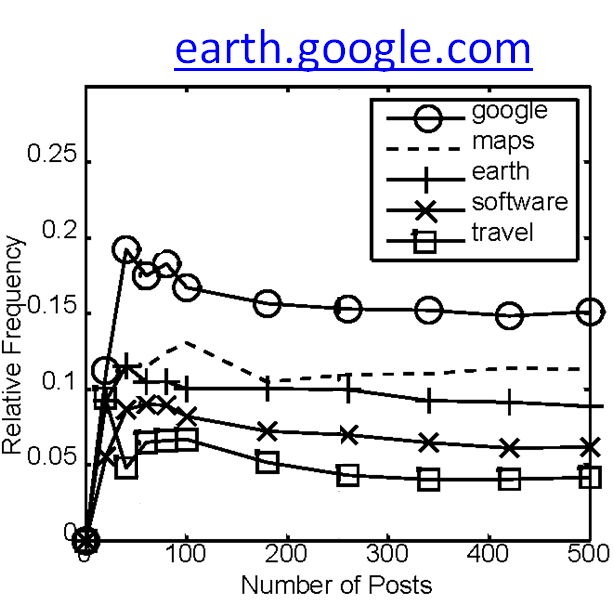 earth.google.com
google
maps
earth
software
travel
0.25
0.2
0.15
0.1
0.05
0
Relative Frequency
0 100 200 300 400 500
Number of Posts